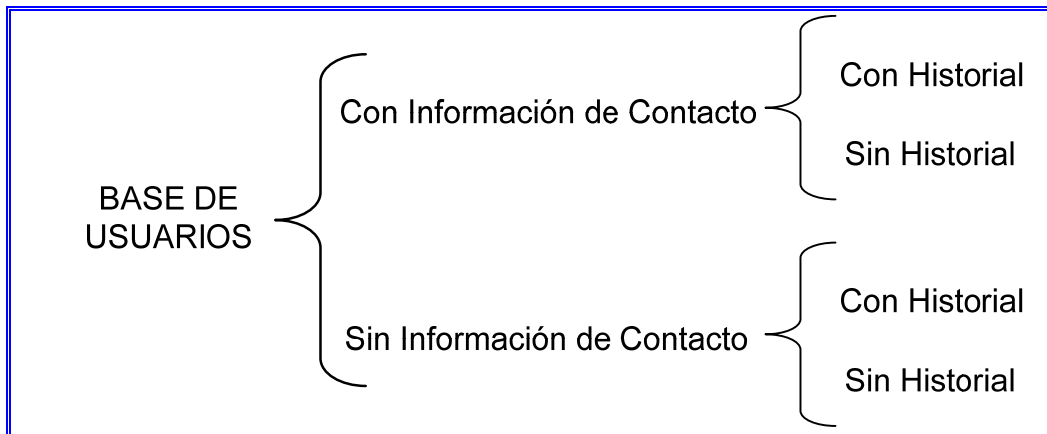 BASE DE
USUARIOS
Con Información de Contacto
Con Historial
Sin Historial
Sin Información de Contacto
Con Historial
Sin Historial